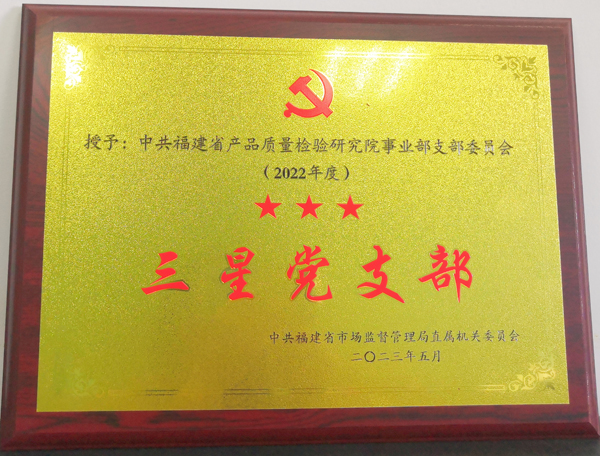 授予：中共福建省产品质量检验研究院事业部支部委员会
（2022年度）
三星党支部
中共福建省市场监督管理局直属机关委员会
二〇二三年五月